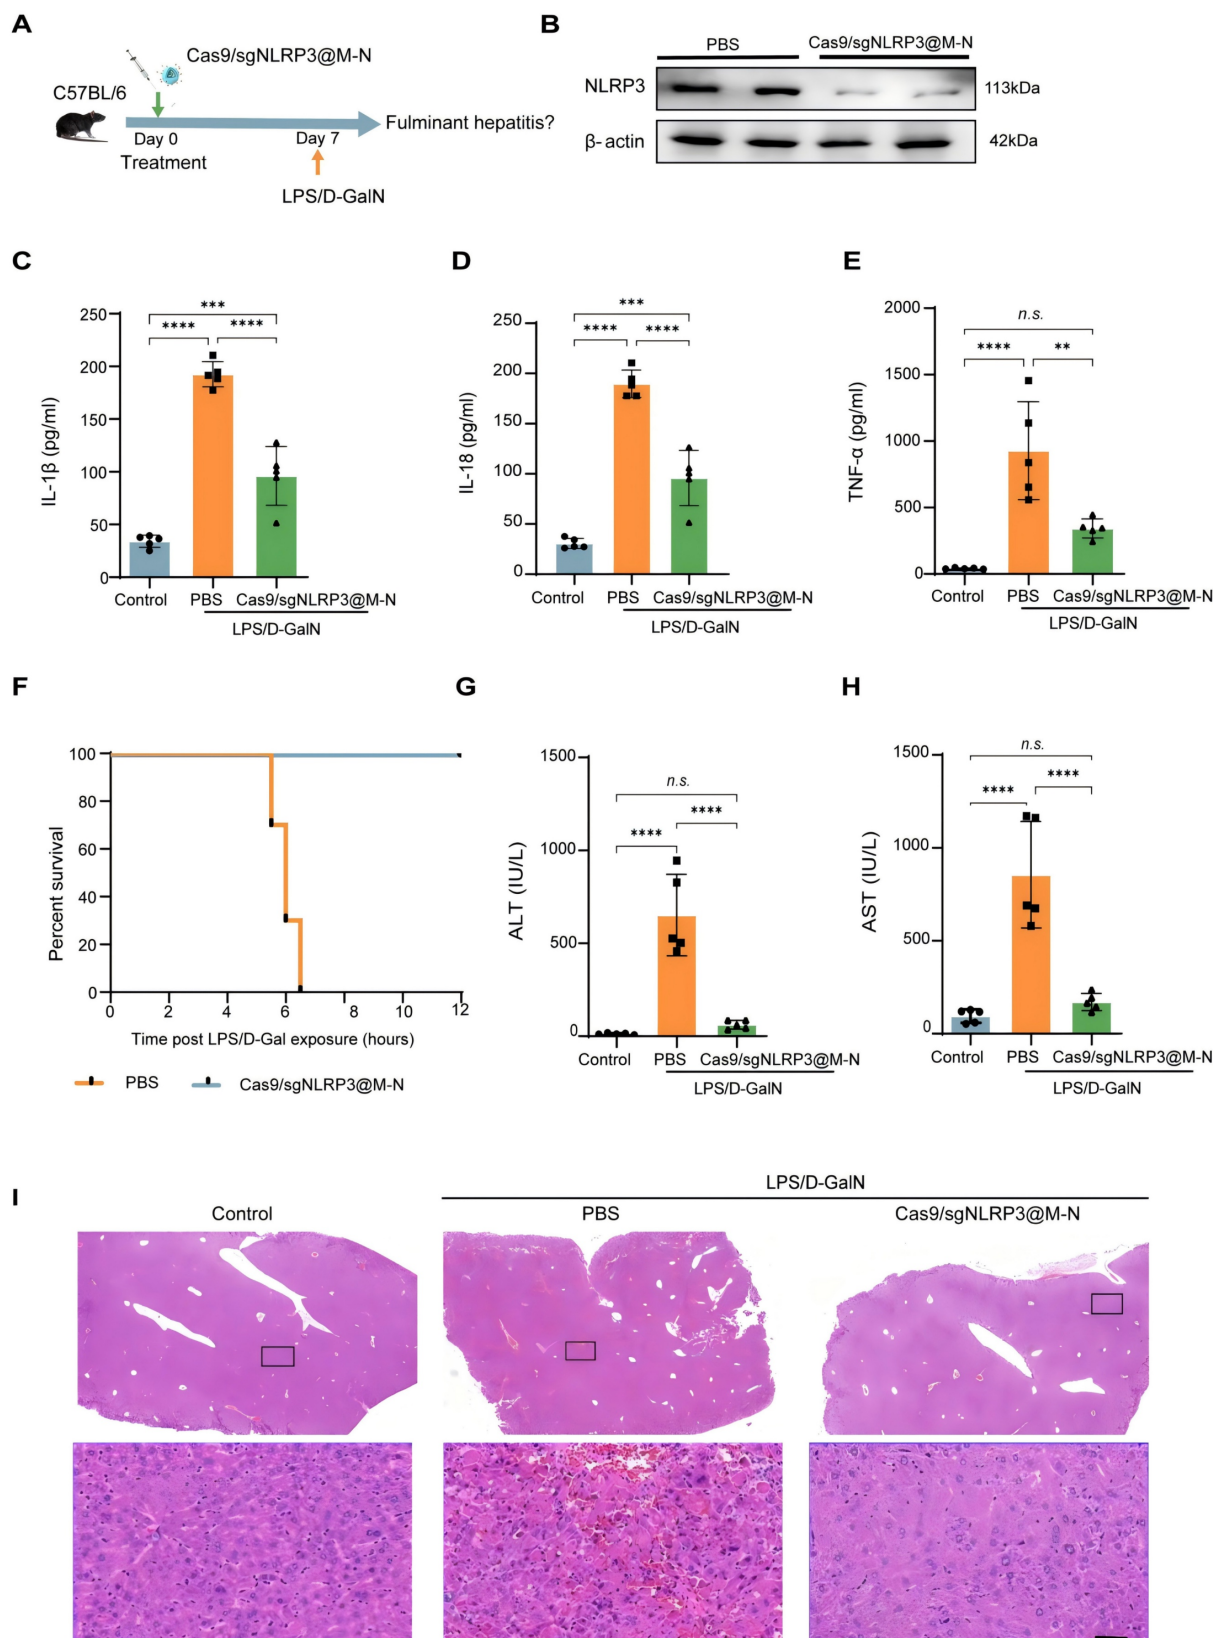 A
Cas9/sgNLRP3@M-N
C57BL/6
Day 0
Day 7
Fulminant hepatitis?
Treatment
LPS/D-GalN
B
PBS
Cas9/sgNLRP3@M-N
NLRP3
113kDa
β-actin
42kDa
C
IL-1β (pg/ml)
250
200
150
100
50
0
***
**** ****
Control PBS Cas9/sgNLRP3@M-N
LPS/D-GalN
D
IL-18 (pg/ml)
250
200
150
100
50
0
***
**** ****
Control PBS Cas9/sgNLRP3@M-N
LPS/D-GalN
E
TNF-α (pg/ml)
2000
1500
1000
500
0
n.s.
**** **
Control PBS Cas9/sgNLRP3@M-N
LPS/D-GalN
F
Percent survival
100
80
60
40
20
0
0 2 4 6 8 10 12
Time post LPS/D-Gal exposure (hours)
PBS Cas9/sgNLRP3@M-N
G
ALT (IU/L)
1500
1000
500
0
n.s.
****
****
Control PBS Cas9/sgNLRP3@M-N
LPS/D-GalN
H
AST (IU/L)
1500
1000
500
0
n.s.
****
****
Control PBS Cas9/sgNLRP3@M-N
LPS/D-GalN
I
LPS/D-GalN
Control PBS Cas9/sgNLRP3@M-N